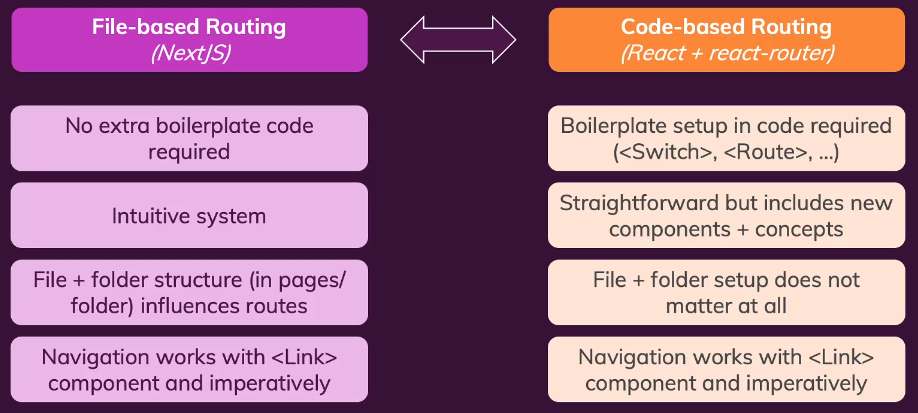 File-based Routing
(NextJS)
Code-based Routing
(React + react-router)
No extra boilerplate code
required
Boilerplate setup in code required
(<Switch>, <Route>, ...)
Intuitive system
Straightforward but includes new
components + concepts
File + folder structure (in pages/
folder) influences routes
File + folder setup does not
matter at all
Navigation works with <Link>
component and imperatively
Navigation works with <Link>
component and imperatively